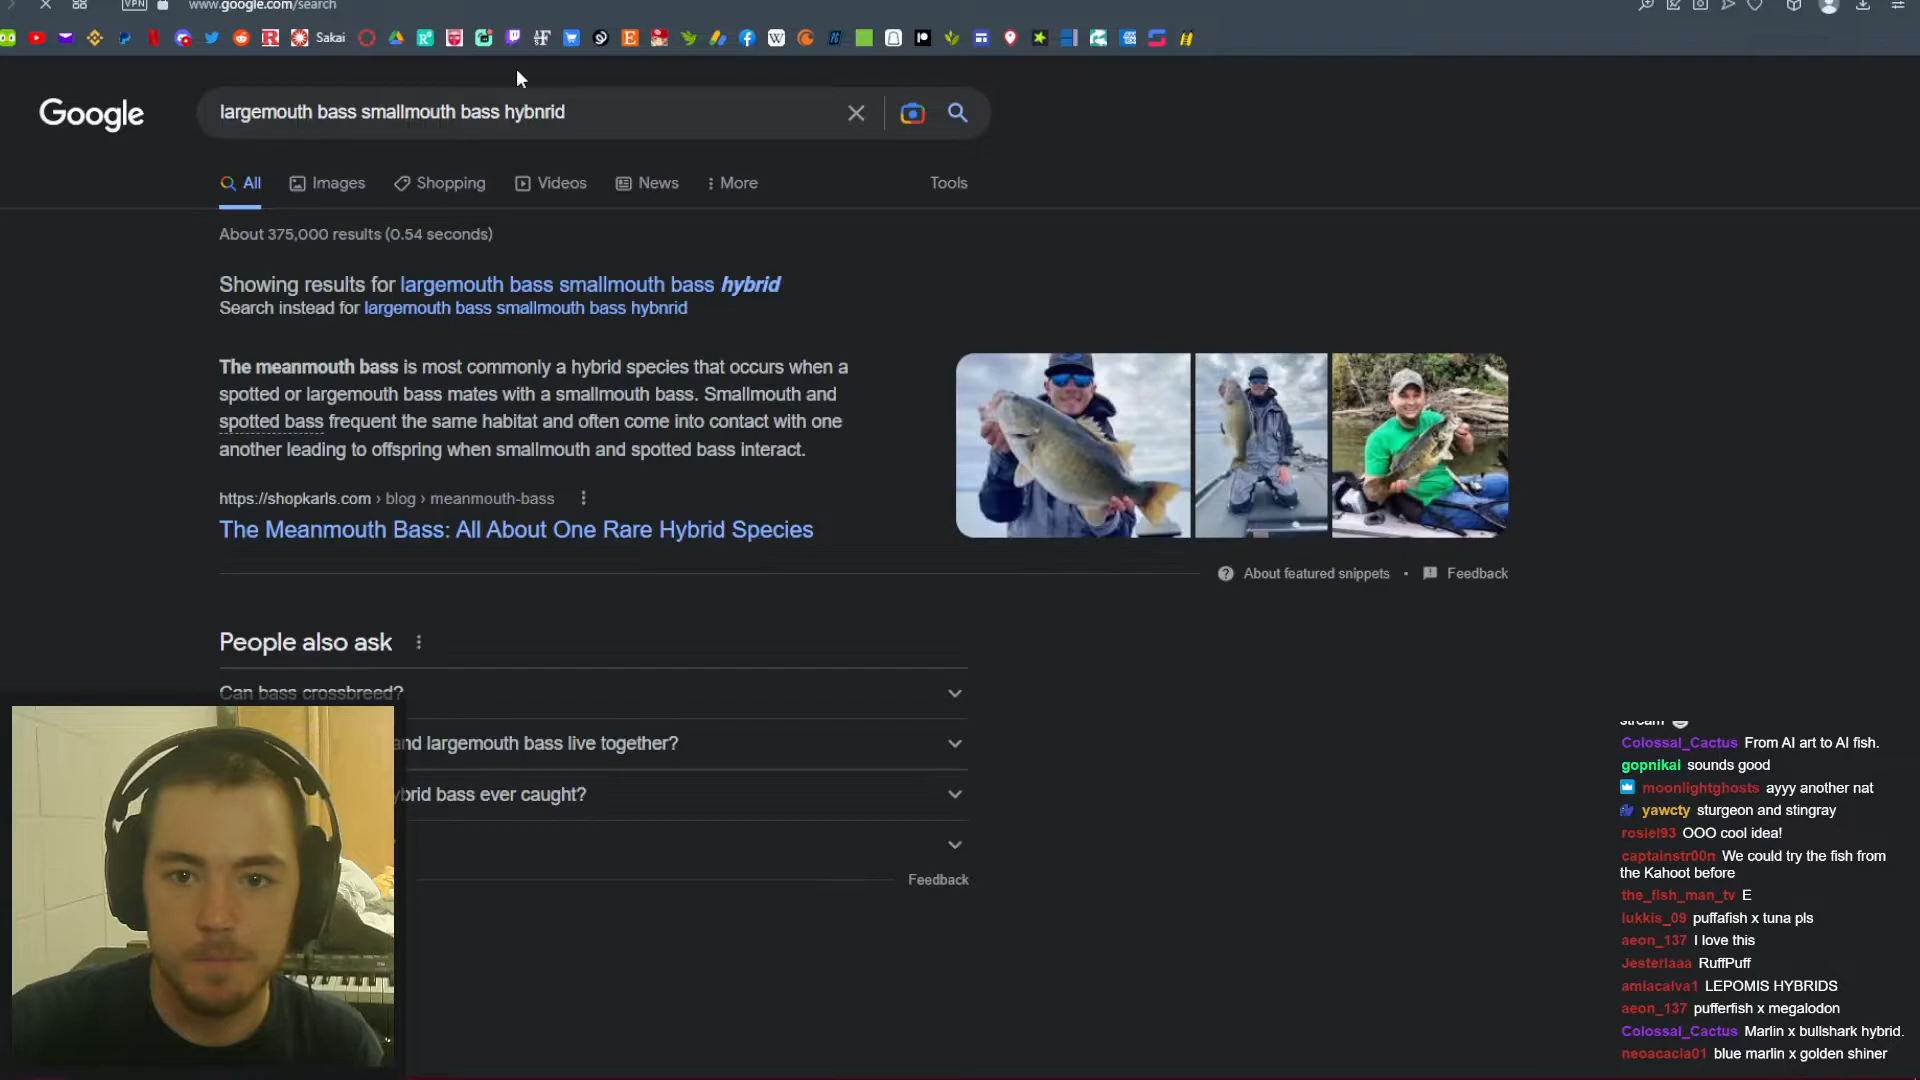 VPN
www.google.com/search
Sakai
Google
largemouth bass smallmouth bass hybnrid
All Images Shopping Videos News More Tools
About 375,000 results (0.54 seconds)
Showing results for largemouth bass smallmouth bass hybrid
Search instead for largemouth bass smallmouth bass hybnrid
The meanmouth bass is most commonly a hybrid species that occurs when a
spotted or largemouth bass mates with a smallmouth bass. Smallmouth and
spotted bass frequent the same habitat and often come into contact with one
another leading to offspring when smallmouth and spotted bass interact.
https://shopkarls.com › blog › meanmouth-bass
The Meanmouth Bass: All About One Rare Hybrid Species
About featured snippets • Feedback
People also ask
Can bass crossbreed?
and largemouth bass live together?
brid bass ever caught?
Feedback
stream
Colossal_Cactus From AI art to AI fish.
gopnikai sounds good
moonlightghosts ayyy another nat
yawcty sturgeon and stingray
rosiel93 OOO cool idea!
captainstr00n We could try the fish from
the Kahoot before
the_fish_man_tv E
lukkis_09 puffafish x tuna pls
aeon_137 I love this
Jesterlaaa RuffPuff
amiacalva1 LEPOMIS HYBRIDS
aeon_137 pufferfish x megalodon
Colossal_Cactus Marlin x bullshark hybrid.
neoacacia01 blue marlin x golden shiner